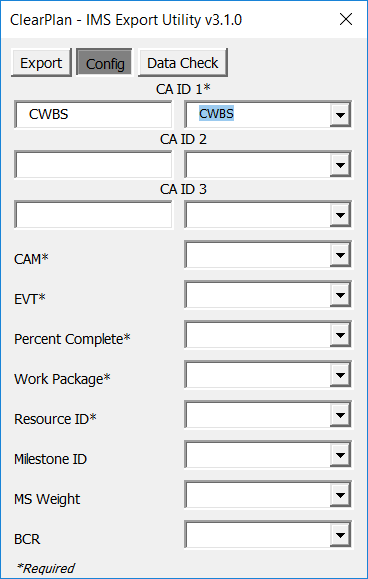 ClearPlan - IMS Export Utility v3.1.0
Export Config Data Check
CA ID 1*
CWBS CWBS
CA ID 2
CA ID 3
CAM*
EVT*
Percent Complete*
Work Package*
Resource ID*
Milestone ID
MS Weight
BCR
*Required